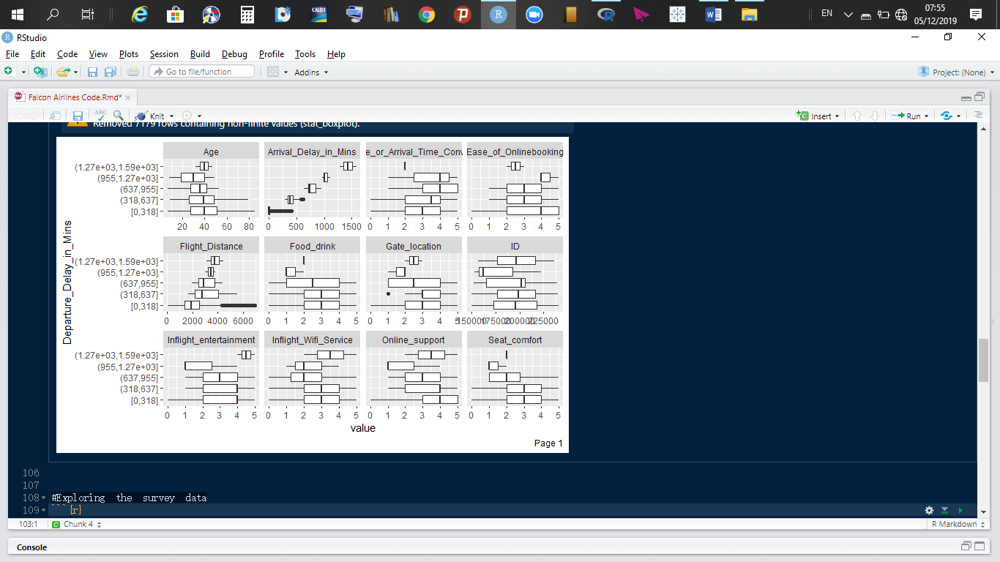 CALD3
EN
07:55
05/12/2019
RStudio
File Edit Code View Plots Session Build Debug Profile Tools Help
Go to file/function
Addins
Project: (None)
Falcon Airlines Code.Rmd*
ABC
Knit
Insert
Run
Removed 7179 rows containing non-finite values (stat_boxplot).
Departure_Delay_in_Mins
Age Arrival_Delay_in_Mins e_or_Arrival_Time_Conv Ease_of_Onlinebooking
(1.27e+03,1.59e+03]
(955,1.27e+03]
(637,955]
(318,637]
[0,318]
20 40 60 80 0 500 1000 1500 0 1 2 3 4 5 0 1 2 3 4 5
Flight_Distance Food_drink Gate_location ID
(1.27e+03,1.59e+03]
(955,1.27e+03]
(637,955]
(318,637]
[0,318]
0 2000 4000 6000 0 1 2 3 4 5 0 1 2 3 4 5 150000 175000 200000 225000
Inflight_entertainment Inflight_Wifi_Service Online_support Seat_comfort
(1.27e+03,1.59e+03]
(955,1.27e+03]
(637,955]
(318,637]
[0,318]
0 1 2 3 4 5 0 1 2 3 4 5 0 1 2 3 4 5 0 1 2 3 4 5
value
Page 1
106
107
108 #Exploring the survey data
109 ```{r}
103:1 Chunk 4 R Markdown
Console